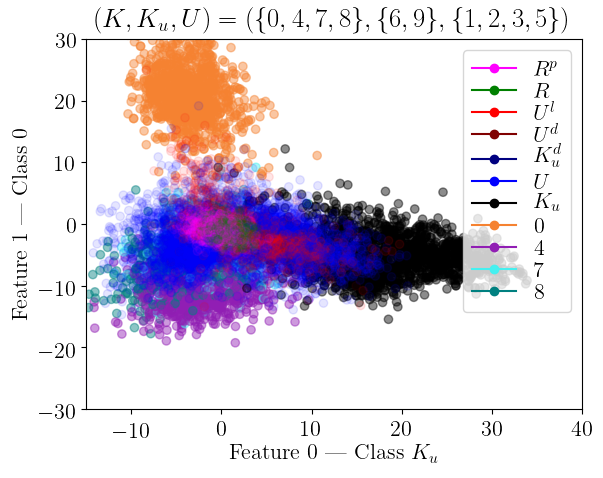 (K, K_u, U) = ({0, 4, 7, 8}, {6, 9}, {1, 2, 3, 5})
30
20
10
0
−10
−20
−30
Feature 1 — Class 0
R^p
R
U^l
U^d
K_u^d
U
K_u
0
4
7
8
−10
0
10
20
30
40
Feature 0 — Class K_u